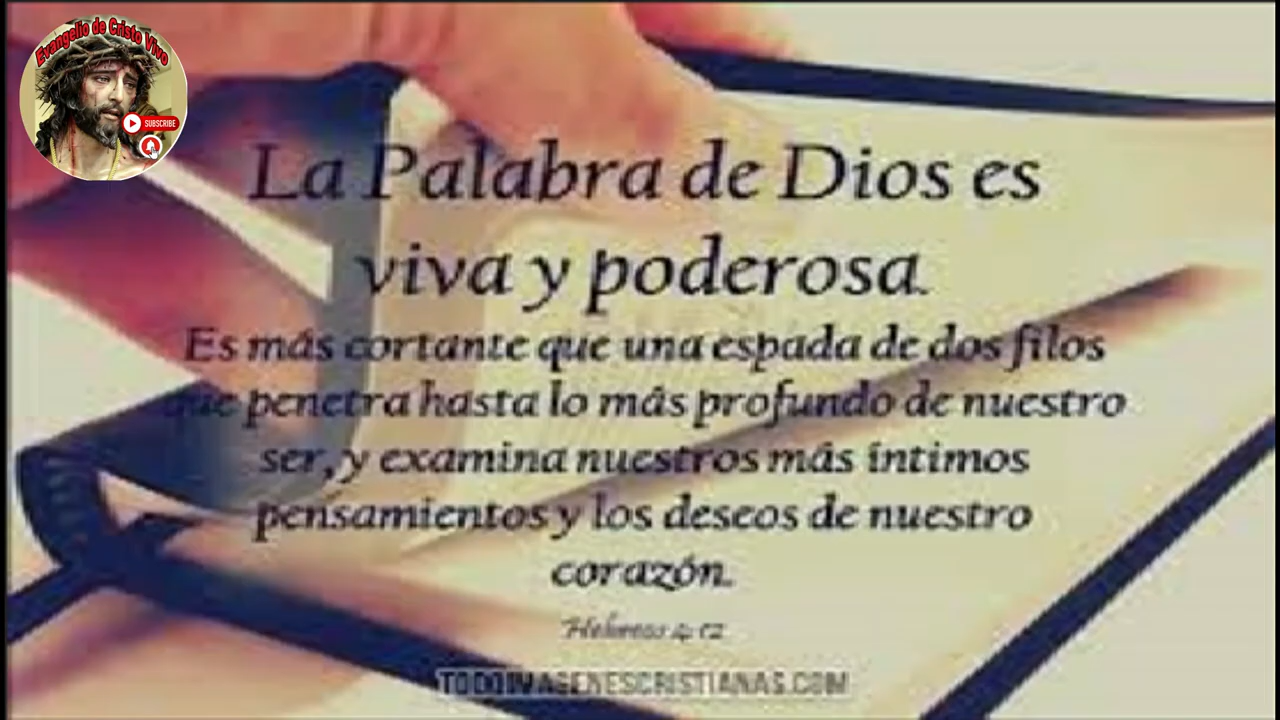 Evangelio de Cristo Vivo
SUBSCRIBE
La Palabra de Dios es
viva y poderosa.
Es más cortante que una espada de dos filos
que penetra hasta lo más profundo de nuestro
ser, y examina nuestros más íntimos
pensamientos y los deseos de nuestro
corazón.
Hebreos 4:12
TODOIMAGENESCRISTIANAS.COM